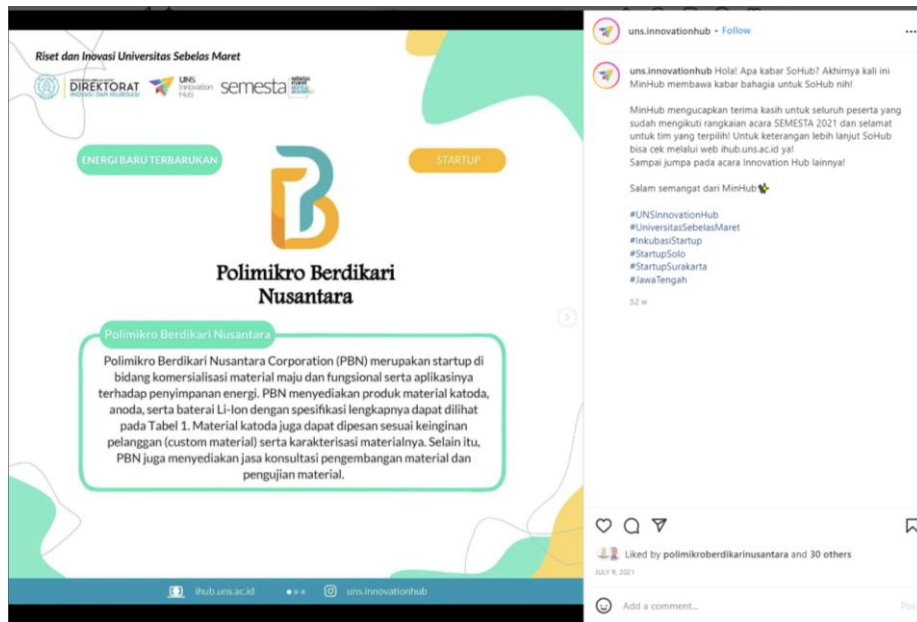 Riset dan Inovasi Universitas Sebelas Maret
DIREKTORAT
UNS
Innovation
Hub
semesta
sebelas
maret
ENERGI BARU TERBARUKAN
STARTUP
Polimikro Berdikari
Nusantara
Polimikro Berdikari Nusantara
Polimikro Berdikari Nusantara Corporation (PBN) merupakan startup di
bidang komersialisasi material maju dan fungsional serta aplikasinya
terhadap penyimpanan energi. PBN menyediakan produk material katoda,
anoda, serta baterai Li-Ion dengan spesifikasi lengkapnya dapat dilihat
pada Tabel 1. Material katoda juga dapat dipesan sesuai keinginan
pelanggan (custom material) serta karakterisasi materialnya. Selain itu,
PBN juga menyediakan jasa konsultasi pengembangan material dan
pengujian material.
ihub.uns.ac.id
uns.innovationhub
uns.innovationhub • Follow
uns.innovationhub Hola! Apa kabar SoHub? Akhirnya kali ini
MinHub membawa kabar bahagia untuk SoHub nih!
MinHub mengucapkan terima kasih untuk seluruh peserta yang
sudah mengikuti rangkaian acara SEMESTA 2021 dan selamat
untuk tim yang terpilih! Untuk keterangan lebih lanjut SoHub
bisa cek melalui web ihub.uns.ac.id ya!
Sampai jumpa pada acara Innovation Hub lainnya!
Salam semangat dari MinHub
#UNSInnovationHub
#UniversitasSebelasMaret
#InkubasiStartup
#StartupSolo
#StartupSurakarta
#JawaTengah
52 w
Liked by polimikroberdikarinusantara and 30 others
JULY 9, 2021
Add a comment...